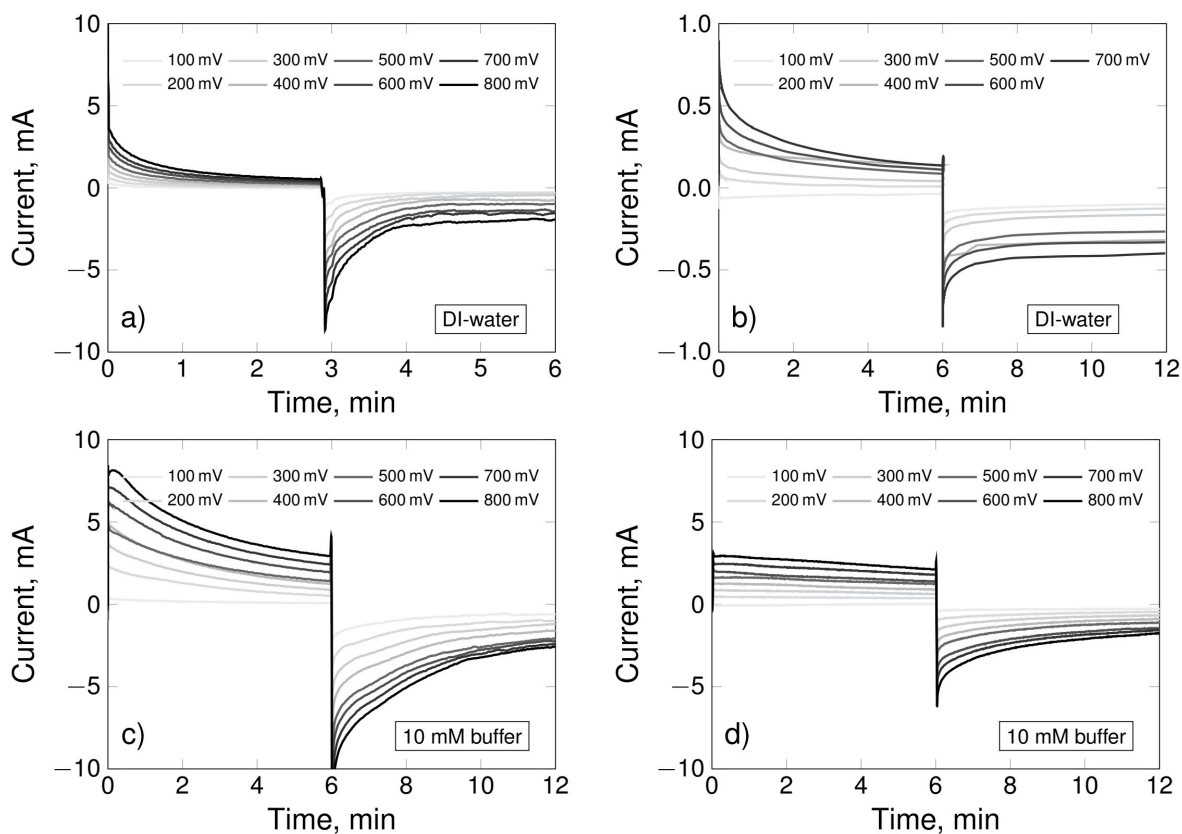 10
5
0
−5
−10
Current, mA
100 mV 300 mV 500 mV 700 mV
200 mV 400 mV 600 mV 800 mV
a)
DI-water
0 1 2 3 3 4 5 6
Time, min
1.0
0.5
0.0
−0.5
−1.0
Current, mA
100 mV 300 mV 500 mV 700 mV
200 mV 400 mV 600 mV
b)
DI-water
0 2 4 6 8 10 12
Time, min
10
5
0
−5
−10
Current, mA
100 mV 300 mV 500 mV 700 mV
200 mV 400 mV 600 mV 800 mV
c)
10 mM buffer
0 2 4 6 8 10 12
Time, min
10
5
0
−5
−10
Current, mA
100 mV 300 mV 500 mV 700 mV
200 mV 400 mV 600 mV 800 mV
d)
10 mM buffer
0 2 4 6 8 10 12
Time, min